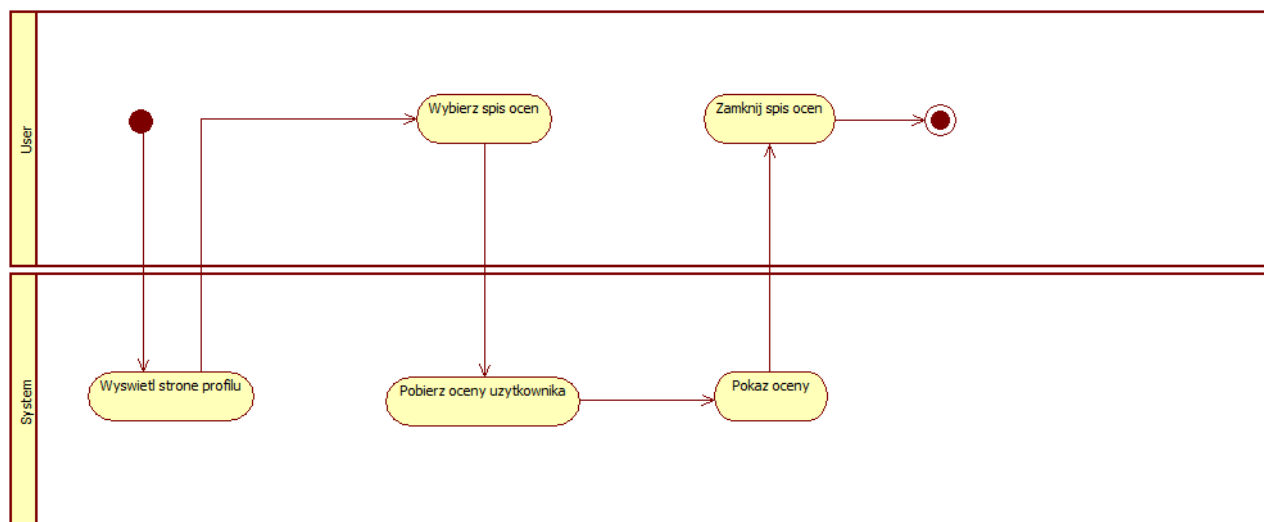 User
Wybierz spis ocen
Zamknij spis ocen
System
Wyswietl strone profilu
Pobierz oceny uzytkownika
Pokaz oceny